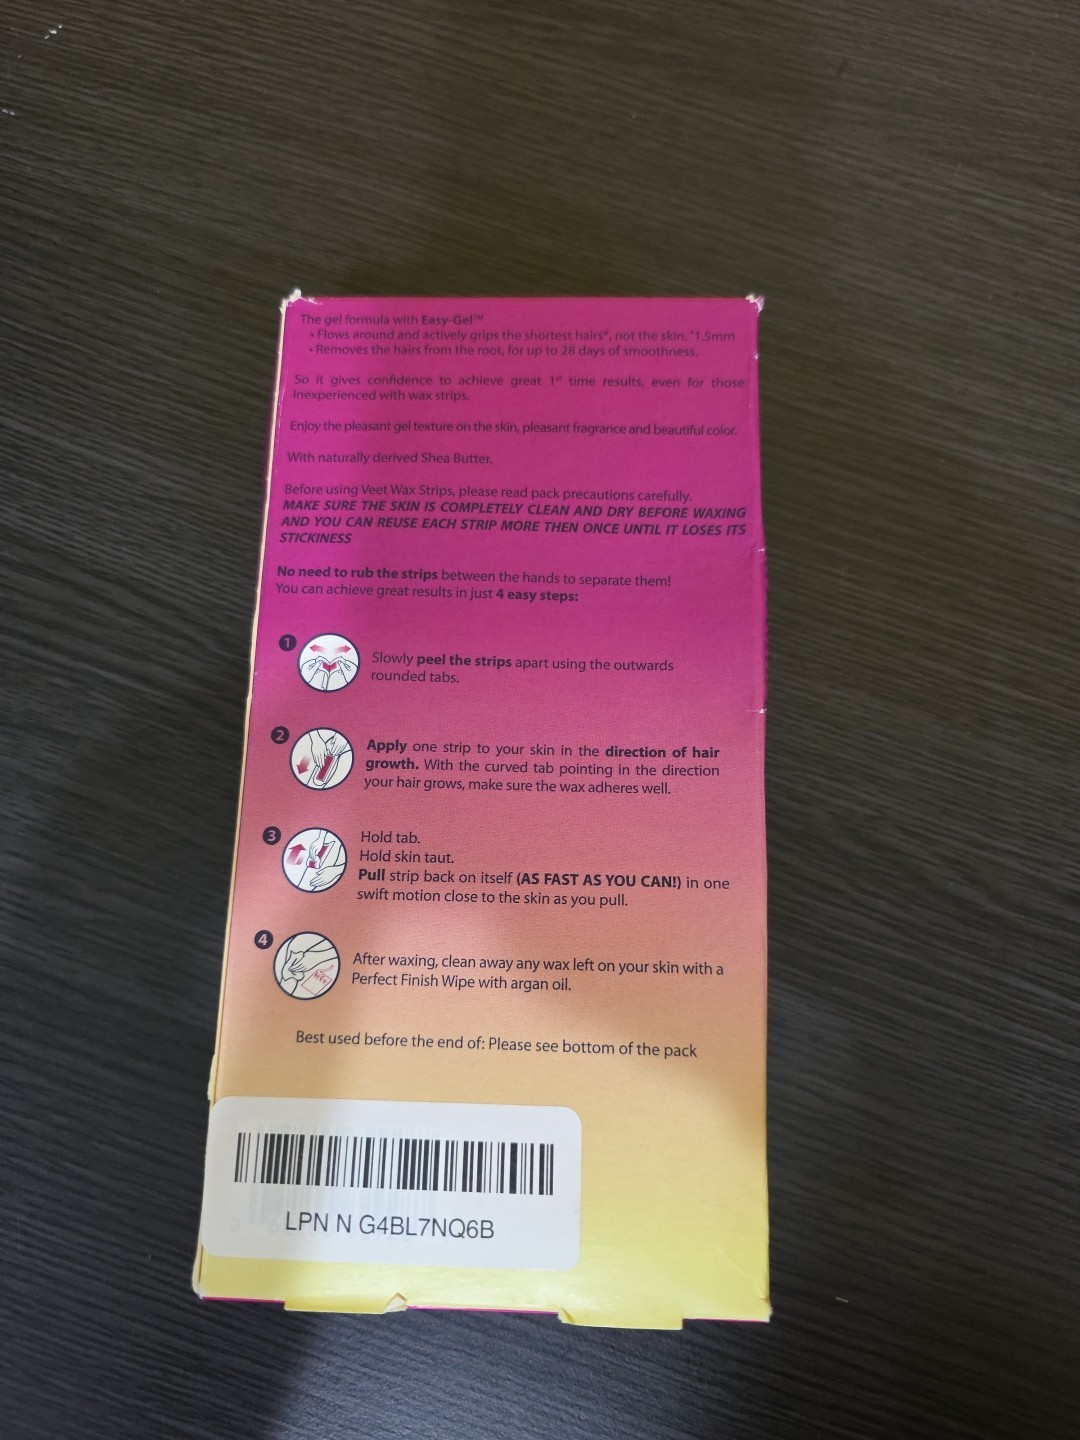 The gel formula with Easy-Gel™
• Flows around and actively grips the shortest hairs*, not the skin. *1.5mm
• Removes the hairs from the root, for up to 28 days of smoothness.
So it gives confidence to achieve great 1st time results, even for those
inexperienced with wax strips.
Enjoy the pleasant gel texture on the skin, pleasant fragrance and beautiful color.
With naturally derived Shea Butter.
Before using Veet Wax Strips, please read pack precautions carefully.
MAKE SURE THE SKIN IS COMPLETELY CLEAN AND DRY BEFORE WAXING
AND YOU CAN REUSE EACH STRIP MORE THEN ONCE UNTIL IT LOSES ITS
STICKINESS
No need to rub the strips between the hands to separate them!
You can achieve great results in just 4 easy steps:
1
Slowly peel the strips apart using the outwards
rounded tabs.
2
Apply one strip to your skin in the direction of hair
growth. With the curved tab pointing in the direction
your hair grows, make sure the wax adheres well.
3
Hold tab.
Hold skin taut.
Pull strip back on itself (AS FAST AS YOU CAN!) in one
swift motion close to the skin as you pull.
4
After waxing, clean away any wax left on your skin with a
Perfect Finish Wipe with argan oil.
Best used before the end of: Please see bottom of the pack
LPN N G4BL7NQ6B